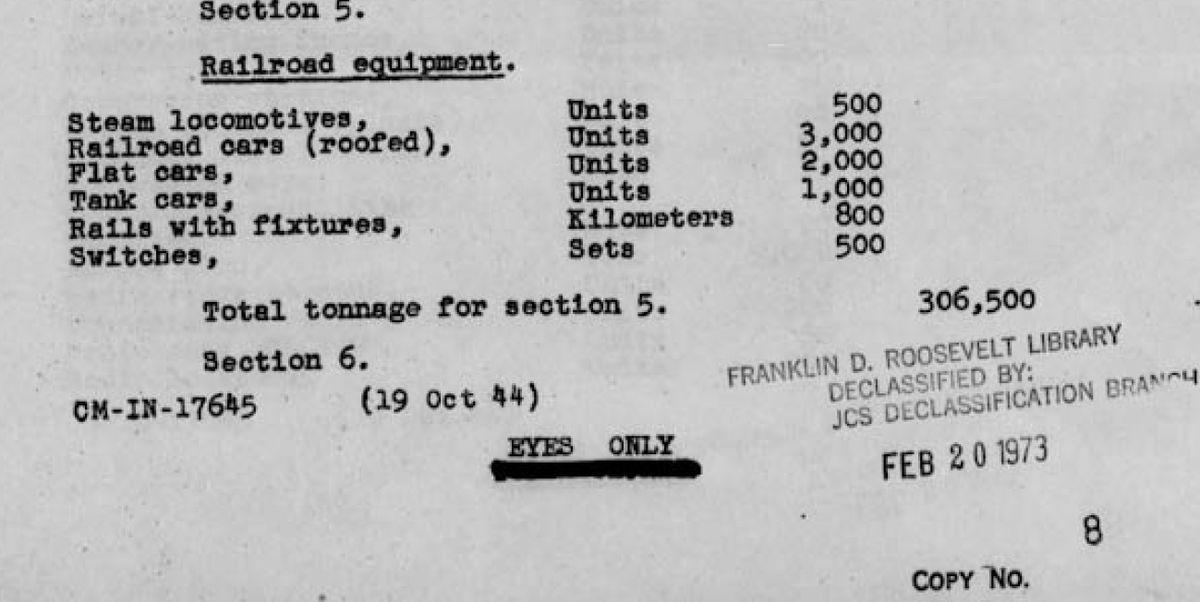 Section 5.
Railroad equipment.
Steam locomotives, Units 500
Railroad cars (roofed), Units 3,000
Flat cars, Units 2,000
Tank cars, Units 1,000
Rails with fixtures, Kilometers 800
Switches, Sets 500
Total tonnage for section 5. 306,500
Section 6.
FRANKLIN D. ROOSEVELT LIBRARY
DECLASSIFIED BY:
JCS DECLASSIFICATION BRANCH
CM-IN-17645 (19 Oct 44)
EYES ONLY
FEB 20 1973
8
COPY NO.